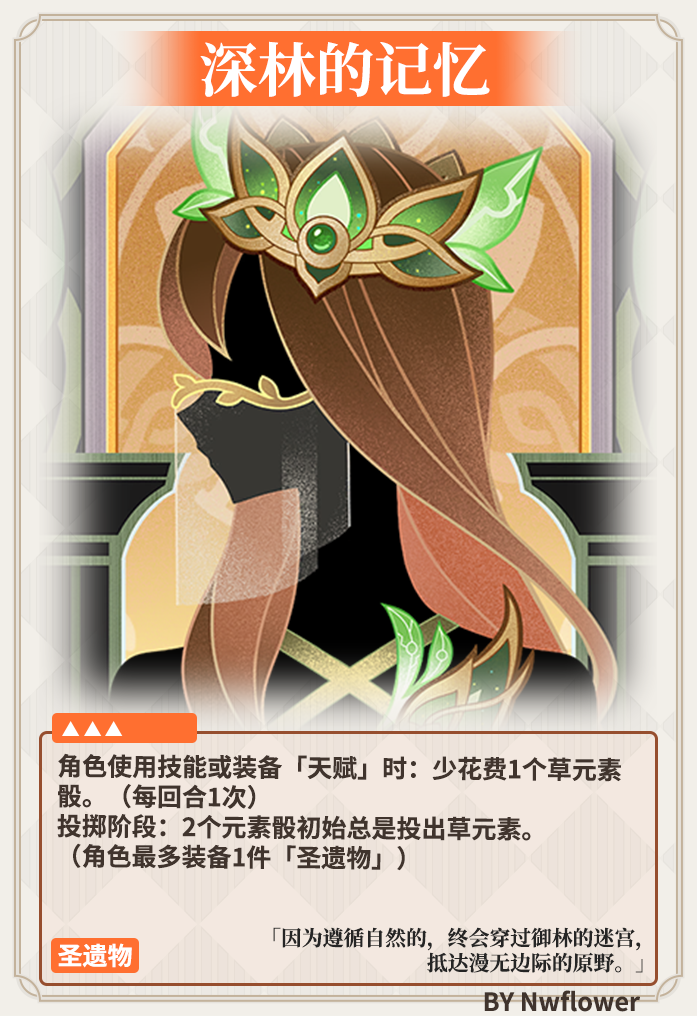 深林的记忆
角色使用技能或装备「天赋」时：少花费1个草元素
骰。（每回合1次）
投掷阶段：2个元素骰初始总是投出草元素。
（角色最多装备1件「圣遗物」）
「因为遵循自然的，终会穿过御林的迷宫，
抵达漫无边际的原野。」
圣遗物
BY Nwflower